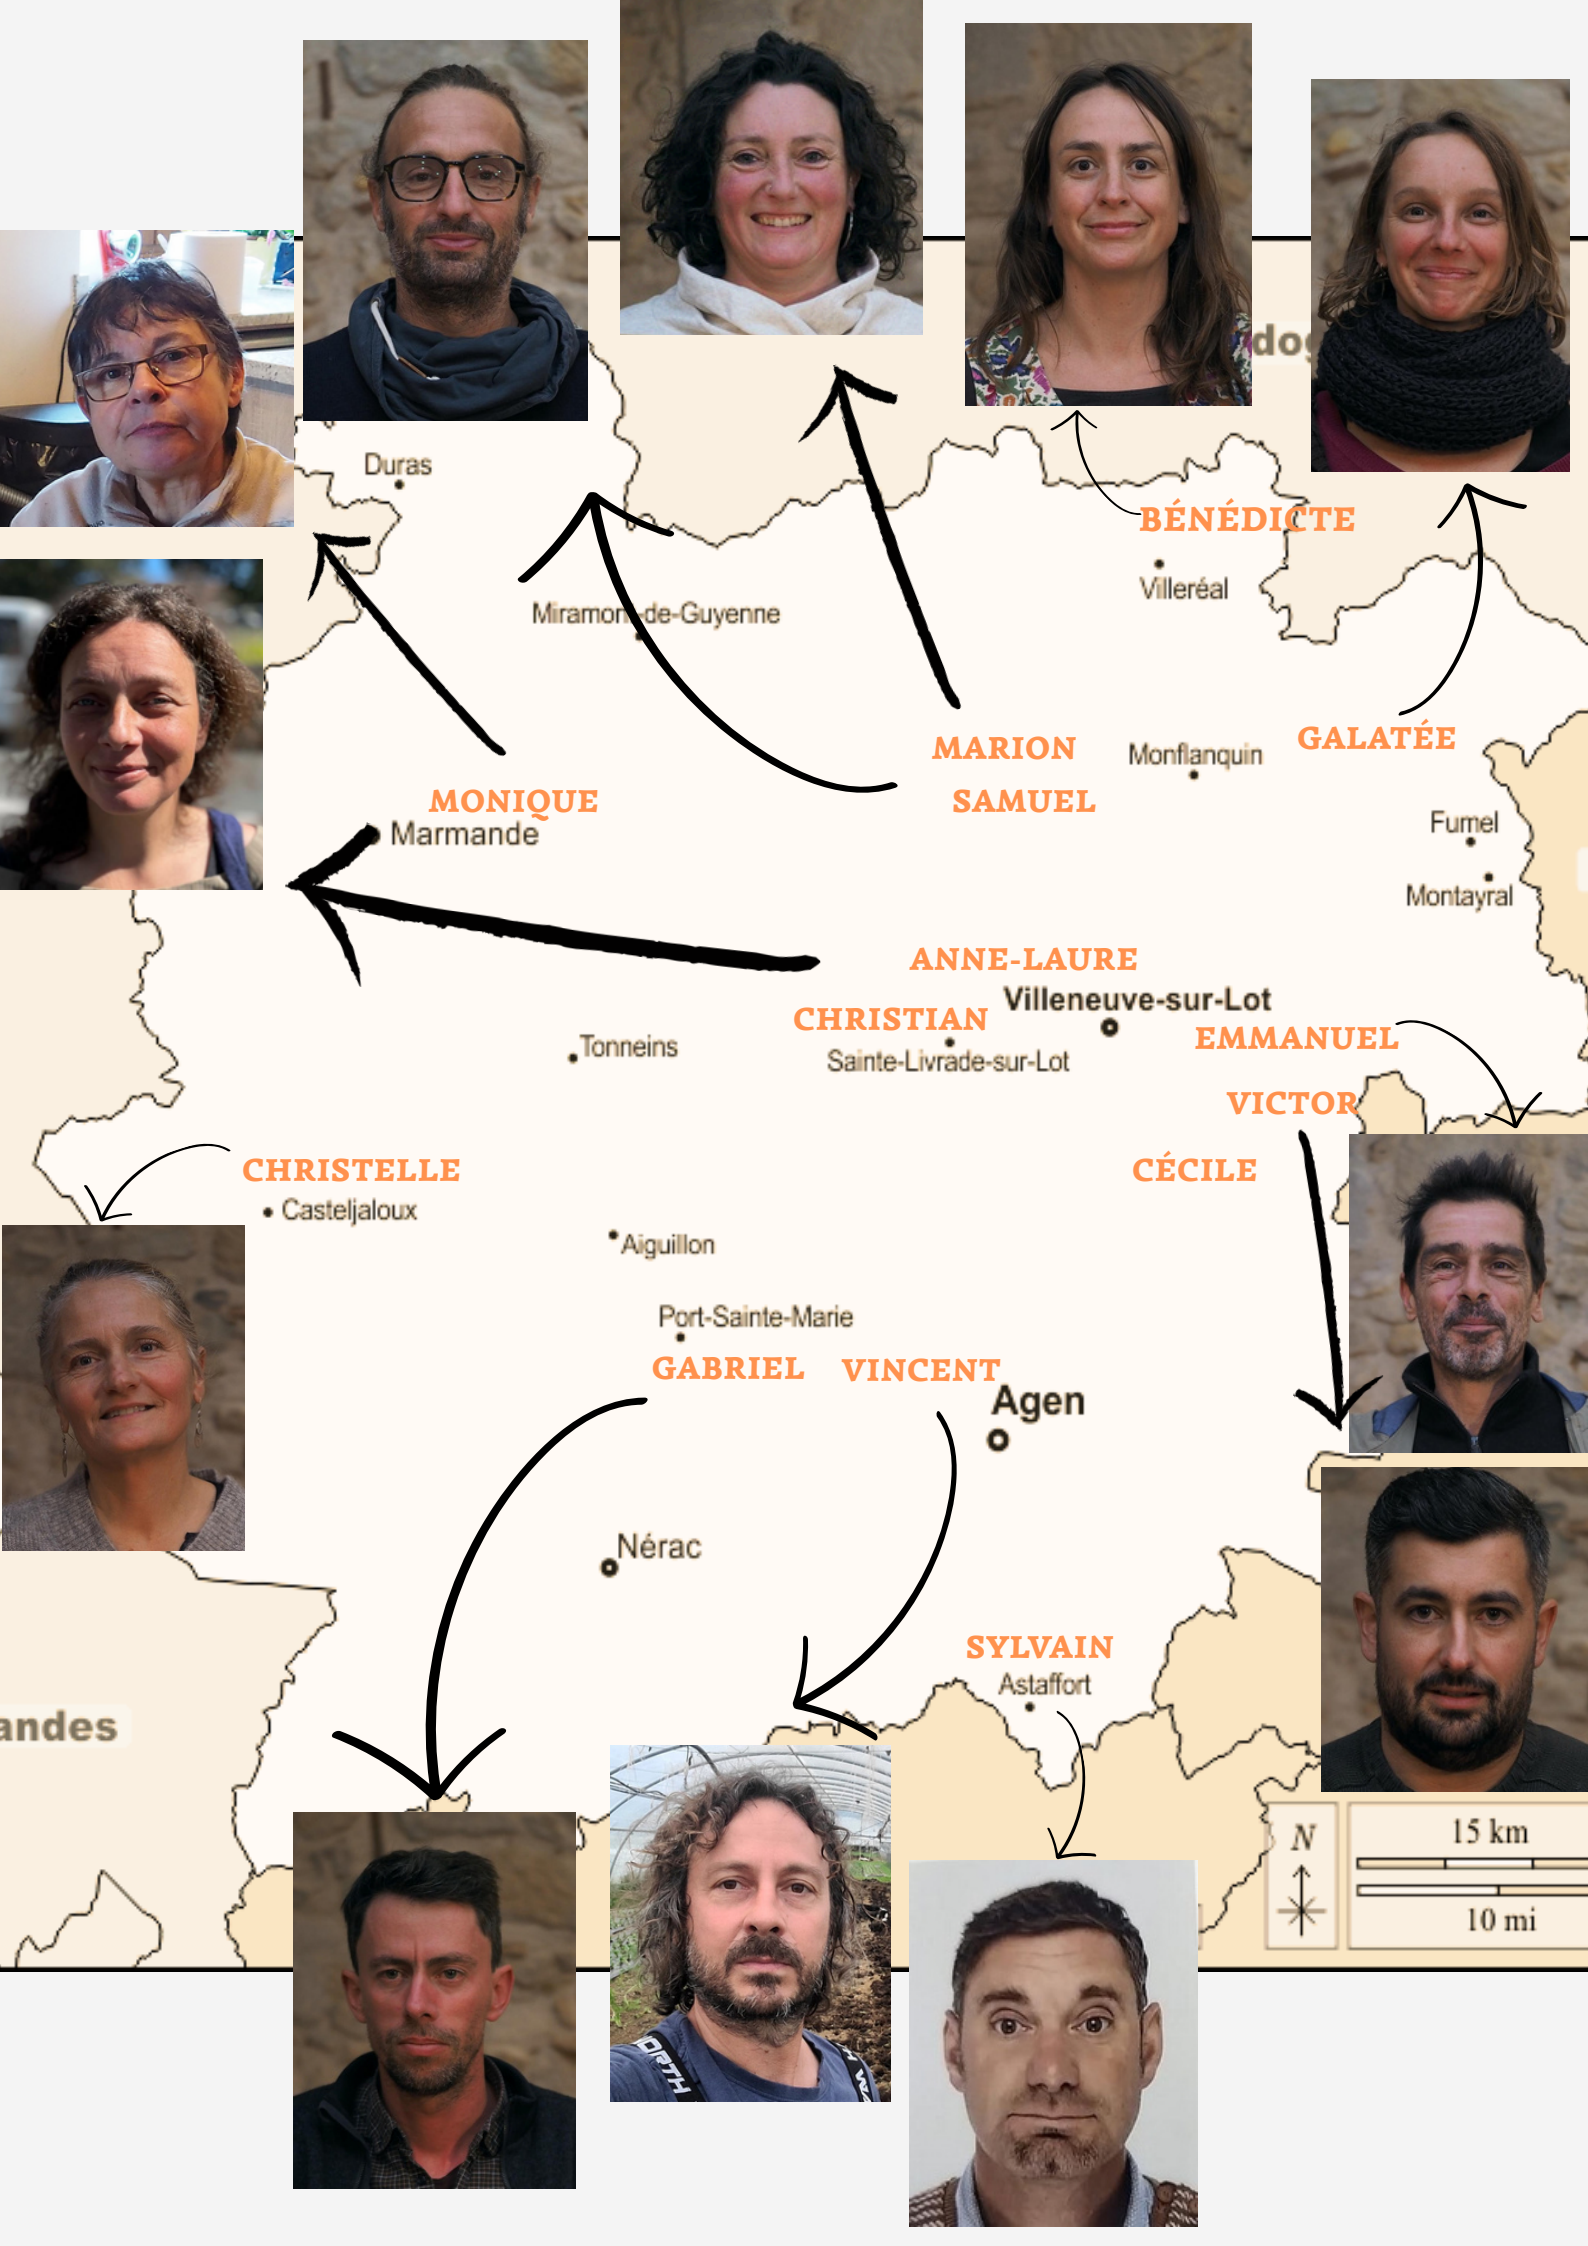 dog
Duras
BÉNÉDICTE
Villeréal
Miramont-de-Guyenne
MARION
GALATÉE
Monflanquin
SAMUEL
MONIQUE
Marmande
Fumel
Montayral
ANNE-LAURE
Villeneuve-sur-Lot
CHRISTIAN
EMMANUEL
Tonneins
Sainte-Livrade-sur-Lot
VICTOR
CHRISTELLE
CÉCILE
Casteljaloux
Aiguillon
Port-Sainte-Marie
GABRIEL
VINCENT
Agen
Nérac
SYLVAIN
Astaffort
andes
N
15 km
10 mi
ORTH